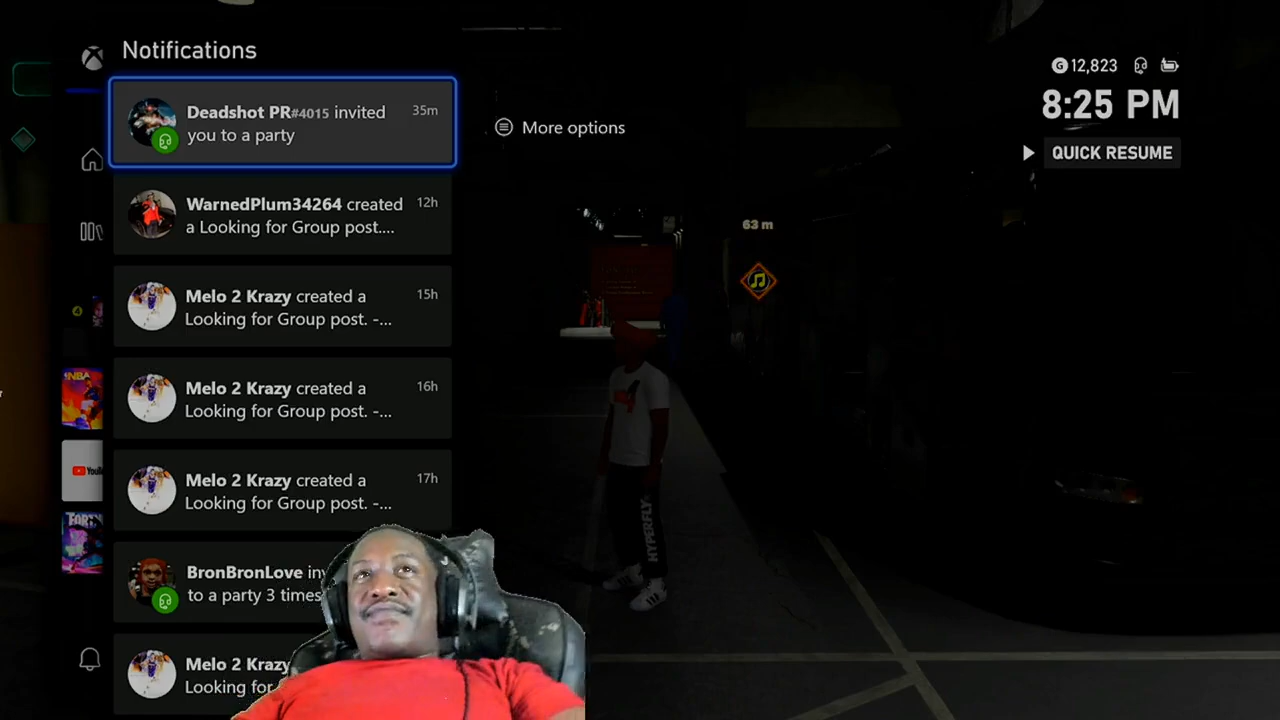 Notifications
Deadshot PR#4015 invited 35m
you to a party
WarnedPlum34264 created 12h
a Looking for Group post....
Melo 2 Krazy created a 15h
Looking for Group post. -...
Melo 2 Krazy created a 16h
Looking for Group post. -...
Melo 2 Krazy created a 17h
Looking for Group post. -...
BronBronLove inv
to a party 3 times
Melo 2 Krazy
Looking for
More options
G 12,823
8:25 PM
QUICK RESUME
63 m
HYPERFLY
NBA